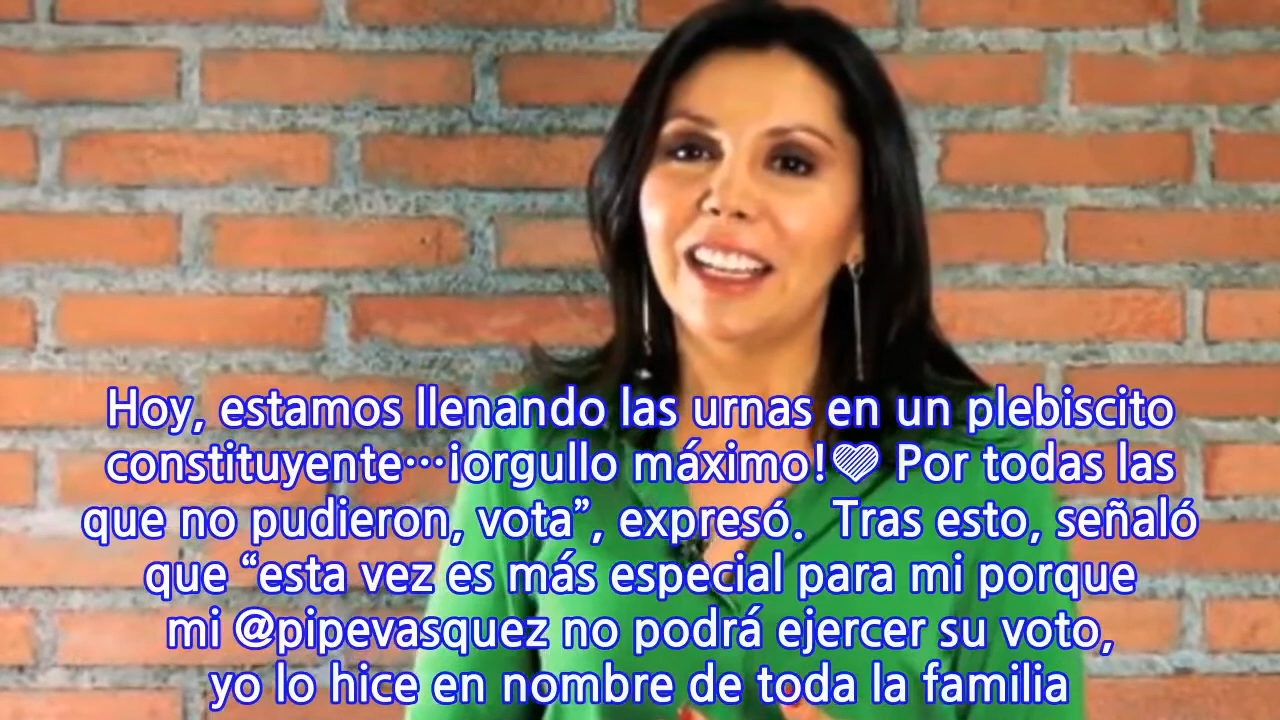 Hoy, estamos llenando las urnas en un plebiscito
constituyente…¡orgullo máximo!💜 Por todas las
que no pudieron, vota”, expresó.  Tras esto, señaló
que “esta vez es más especial para mi porque
mi @pipevasquez no podrá ejercer su voto,
yo lo hice en nombre de toda la familia